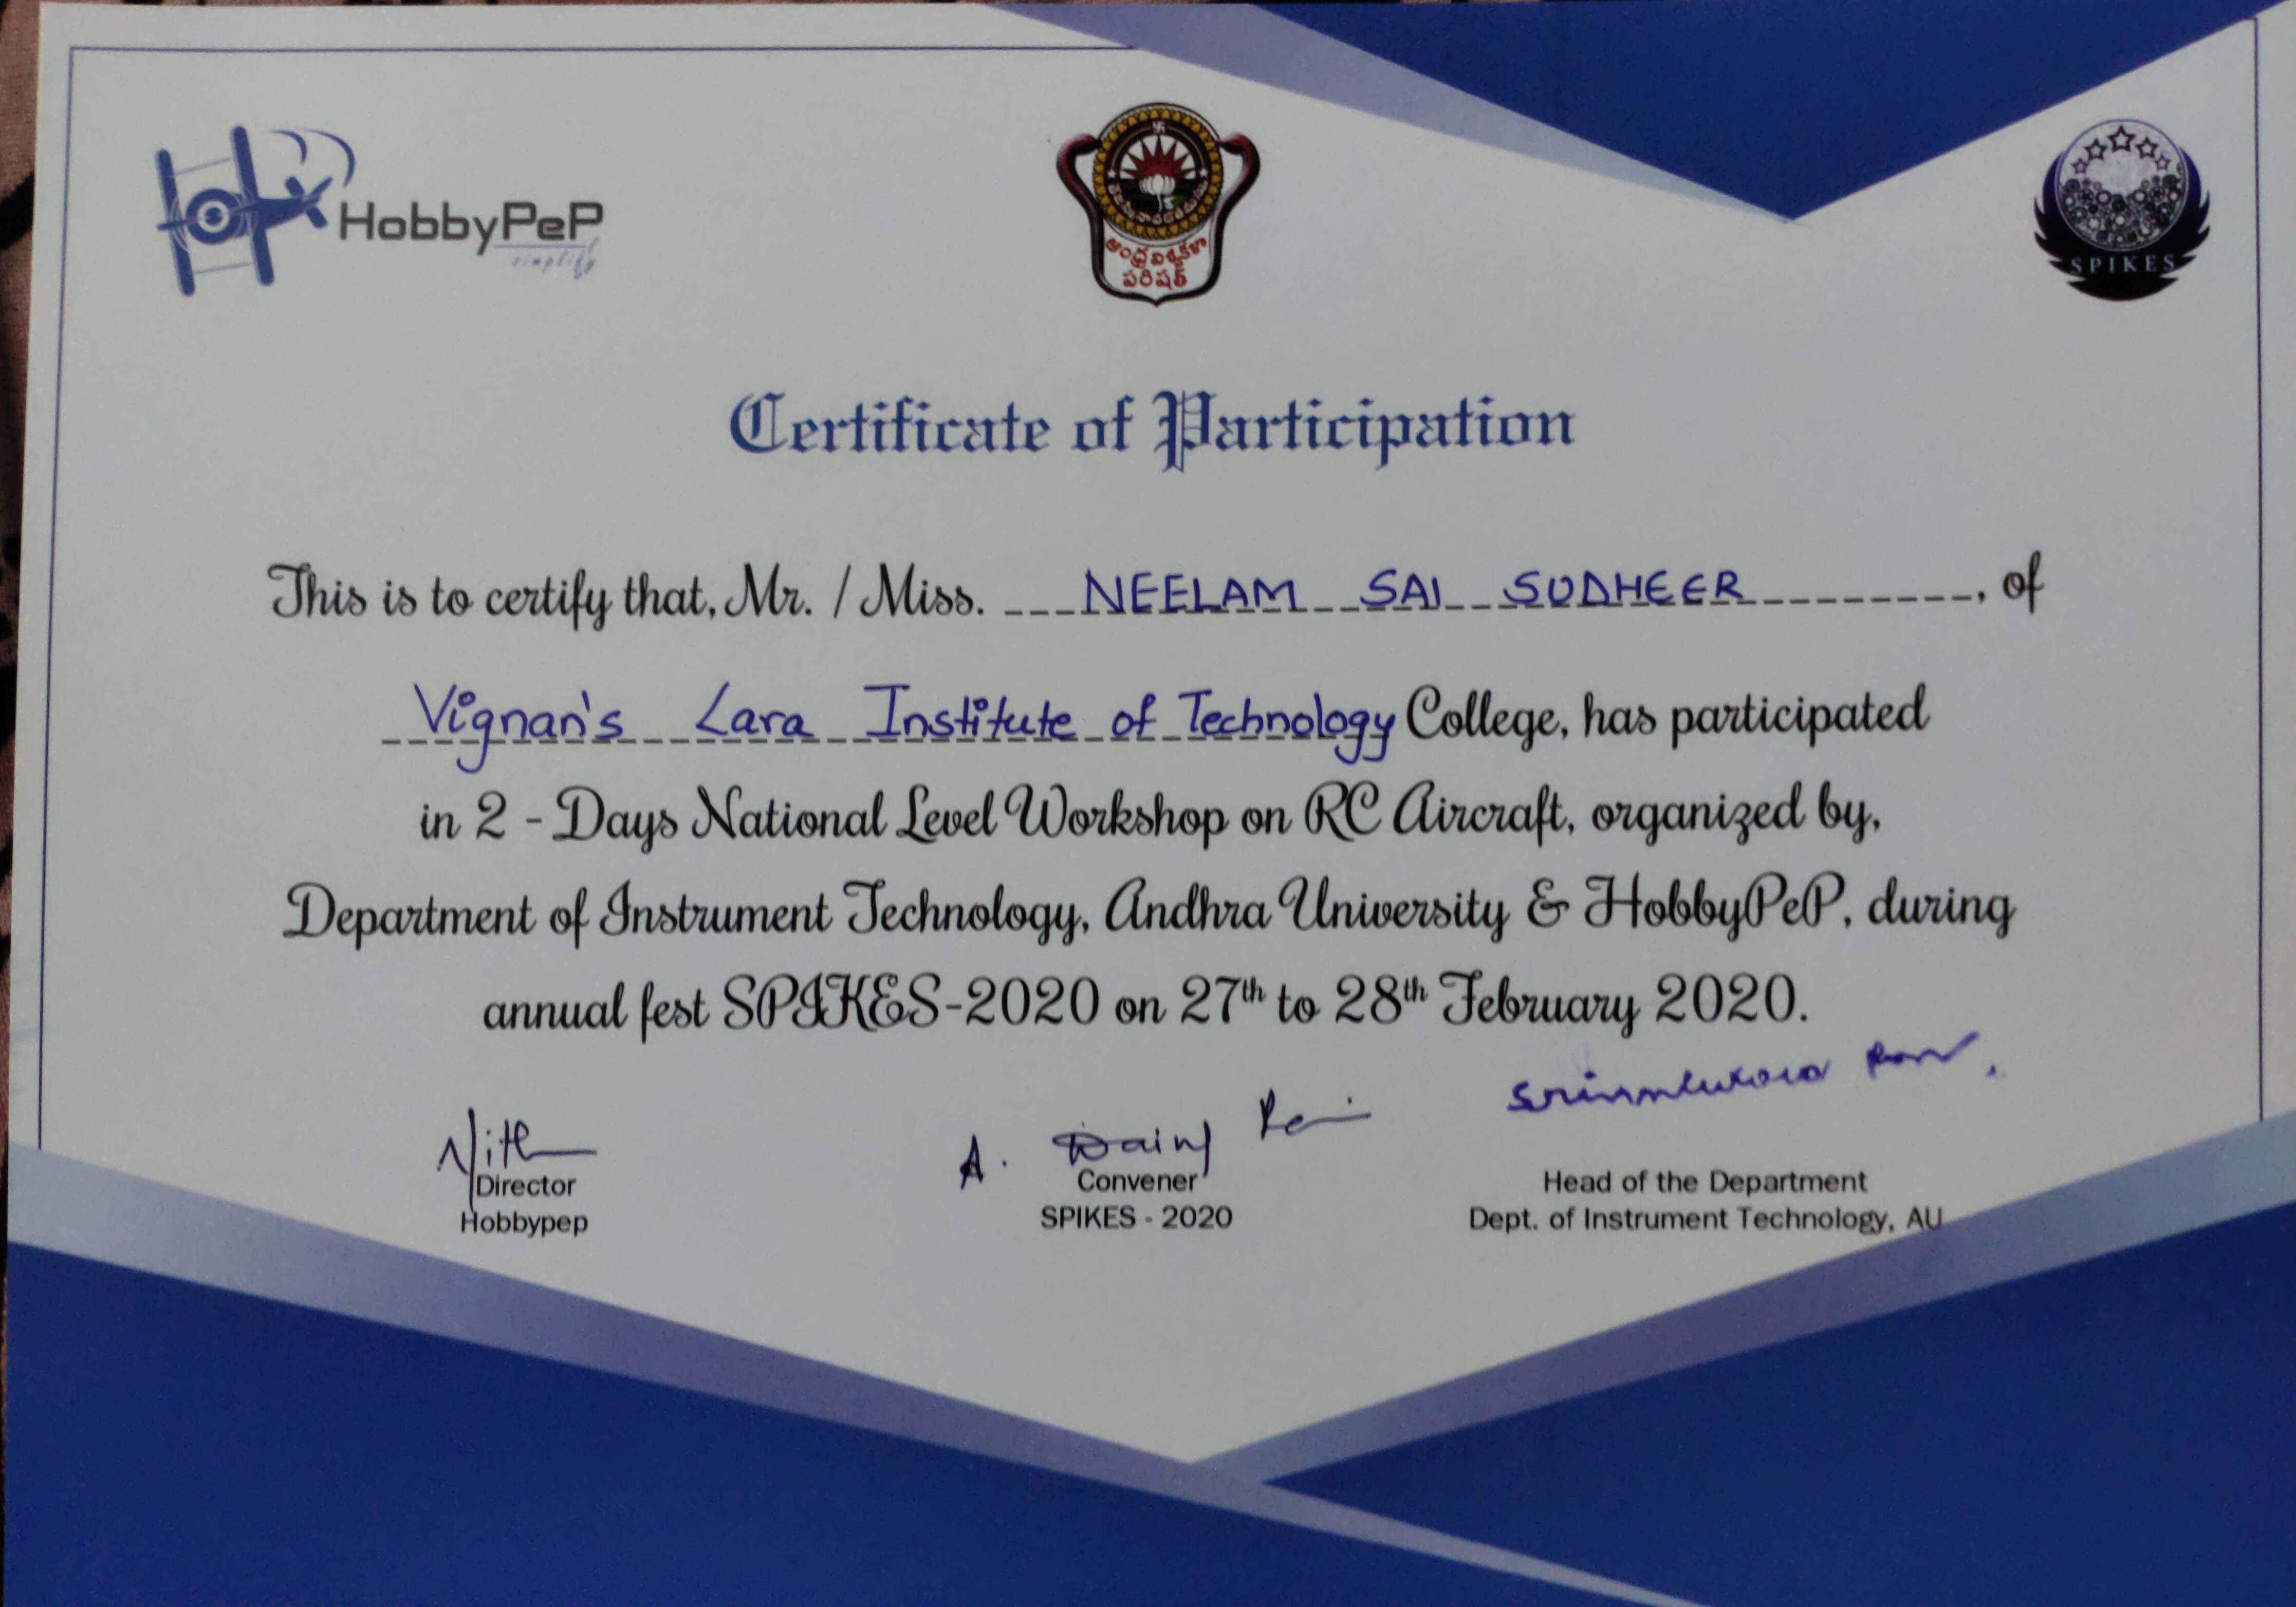 HobbyPeP
simplify
ఆంధ్ర విశ్వకళా
పరిషత్
SPIKES
Certificate of Participation
This is to certify that, Mr. / Miss. NEELAM SAI SUDHEER, of
Vignan's Lara Institute of Technology College, has participated
in 2 - Days National Level Workshop on RC Aircraft, organized by,
Department of Instrument Technology, Andhra University & HobbyPeP, during
annual fest SPIKES-2020 on 27th to 28th February 2020.
Director
Hobbypep
Convener
SPIKES - 2020
Head of the Department
Dept. of Instrument Technology, AU